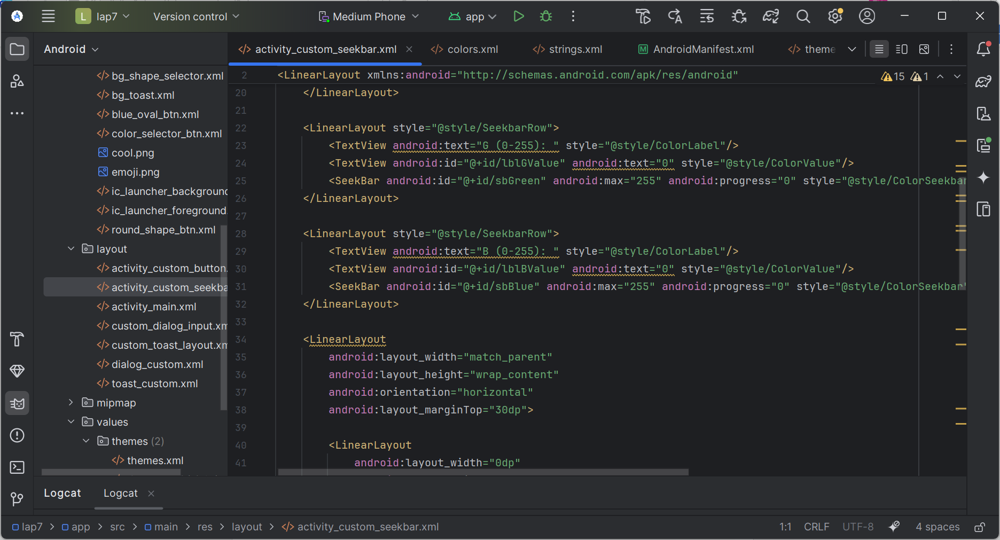 L lap7 Version control Medium Phone app
Android
activity_custom_seekbar.xml colors.xml strings.xml M AndroidManifest.xml theme
bg_shape_selector.xml
bg_toast.xml
blue_oval_btn.xml
color_selector_btn.xml
cool.png
emoji.png
ic_launcher_background
ic_launcher_foreground.
round_shape_btn.xml
layout
activity_custom_button.
activity_custom_seekba
activity_main.xml
custom_dialog_input.xm
custom_toast_layout.xm
dialog_custom.xml
toast_custom.xml
mipmap
values
themes (2)
themes.xml
15 1
2 <LinearLayout xmlns:android="http://schemas.android.com/apk/res/android"
20 </LinearLayout>
21
22 <LinearLayout style="@style/SeekbarRow">
23 <TextView android:text="G (0-255): " style="@style/ColorLabel"/>
24 <TextView android:id="@+id/lblGValue" android:text="0" style="@style/ColorValue"/>
25 <SeekBar android:id="@+id/sbGreen" android:max="255" android:progress="0" style="@style/ColorSeekbar
26 </LinearLayout>
27
28 <LinearLayout style="@style/SeekbarRow">
29 <TextView android:text="B (0-255): " style="@style/ColorLabel"/>
30 <TextView android:id="@+id/lblBValue" android:text="0" style="@style/ColorValue"/>
31 <SeekBar android:id="@+id/sbBlue" android:max="255" android:progress="0" style="@style/ColorSeekbar"
32 </LinearLayout>
33
34 <LinearLayout
35 android:layout_width="match_parent"
36 android:layout_height="wrap_content"
37 android:orientation="horizontal"
38 android:layout_marginTop="30dp">
39
40 <LinearLayout
41 android:layout_width="0dp"
Logcat Logcat
lap7 > app > src > main > res > layout > activity_custom_seekbar.xml
1:1 CRLF UTF-8 4 spaces